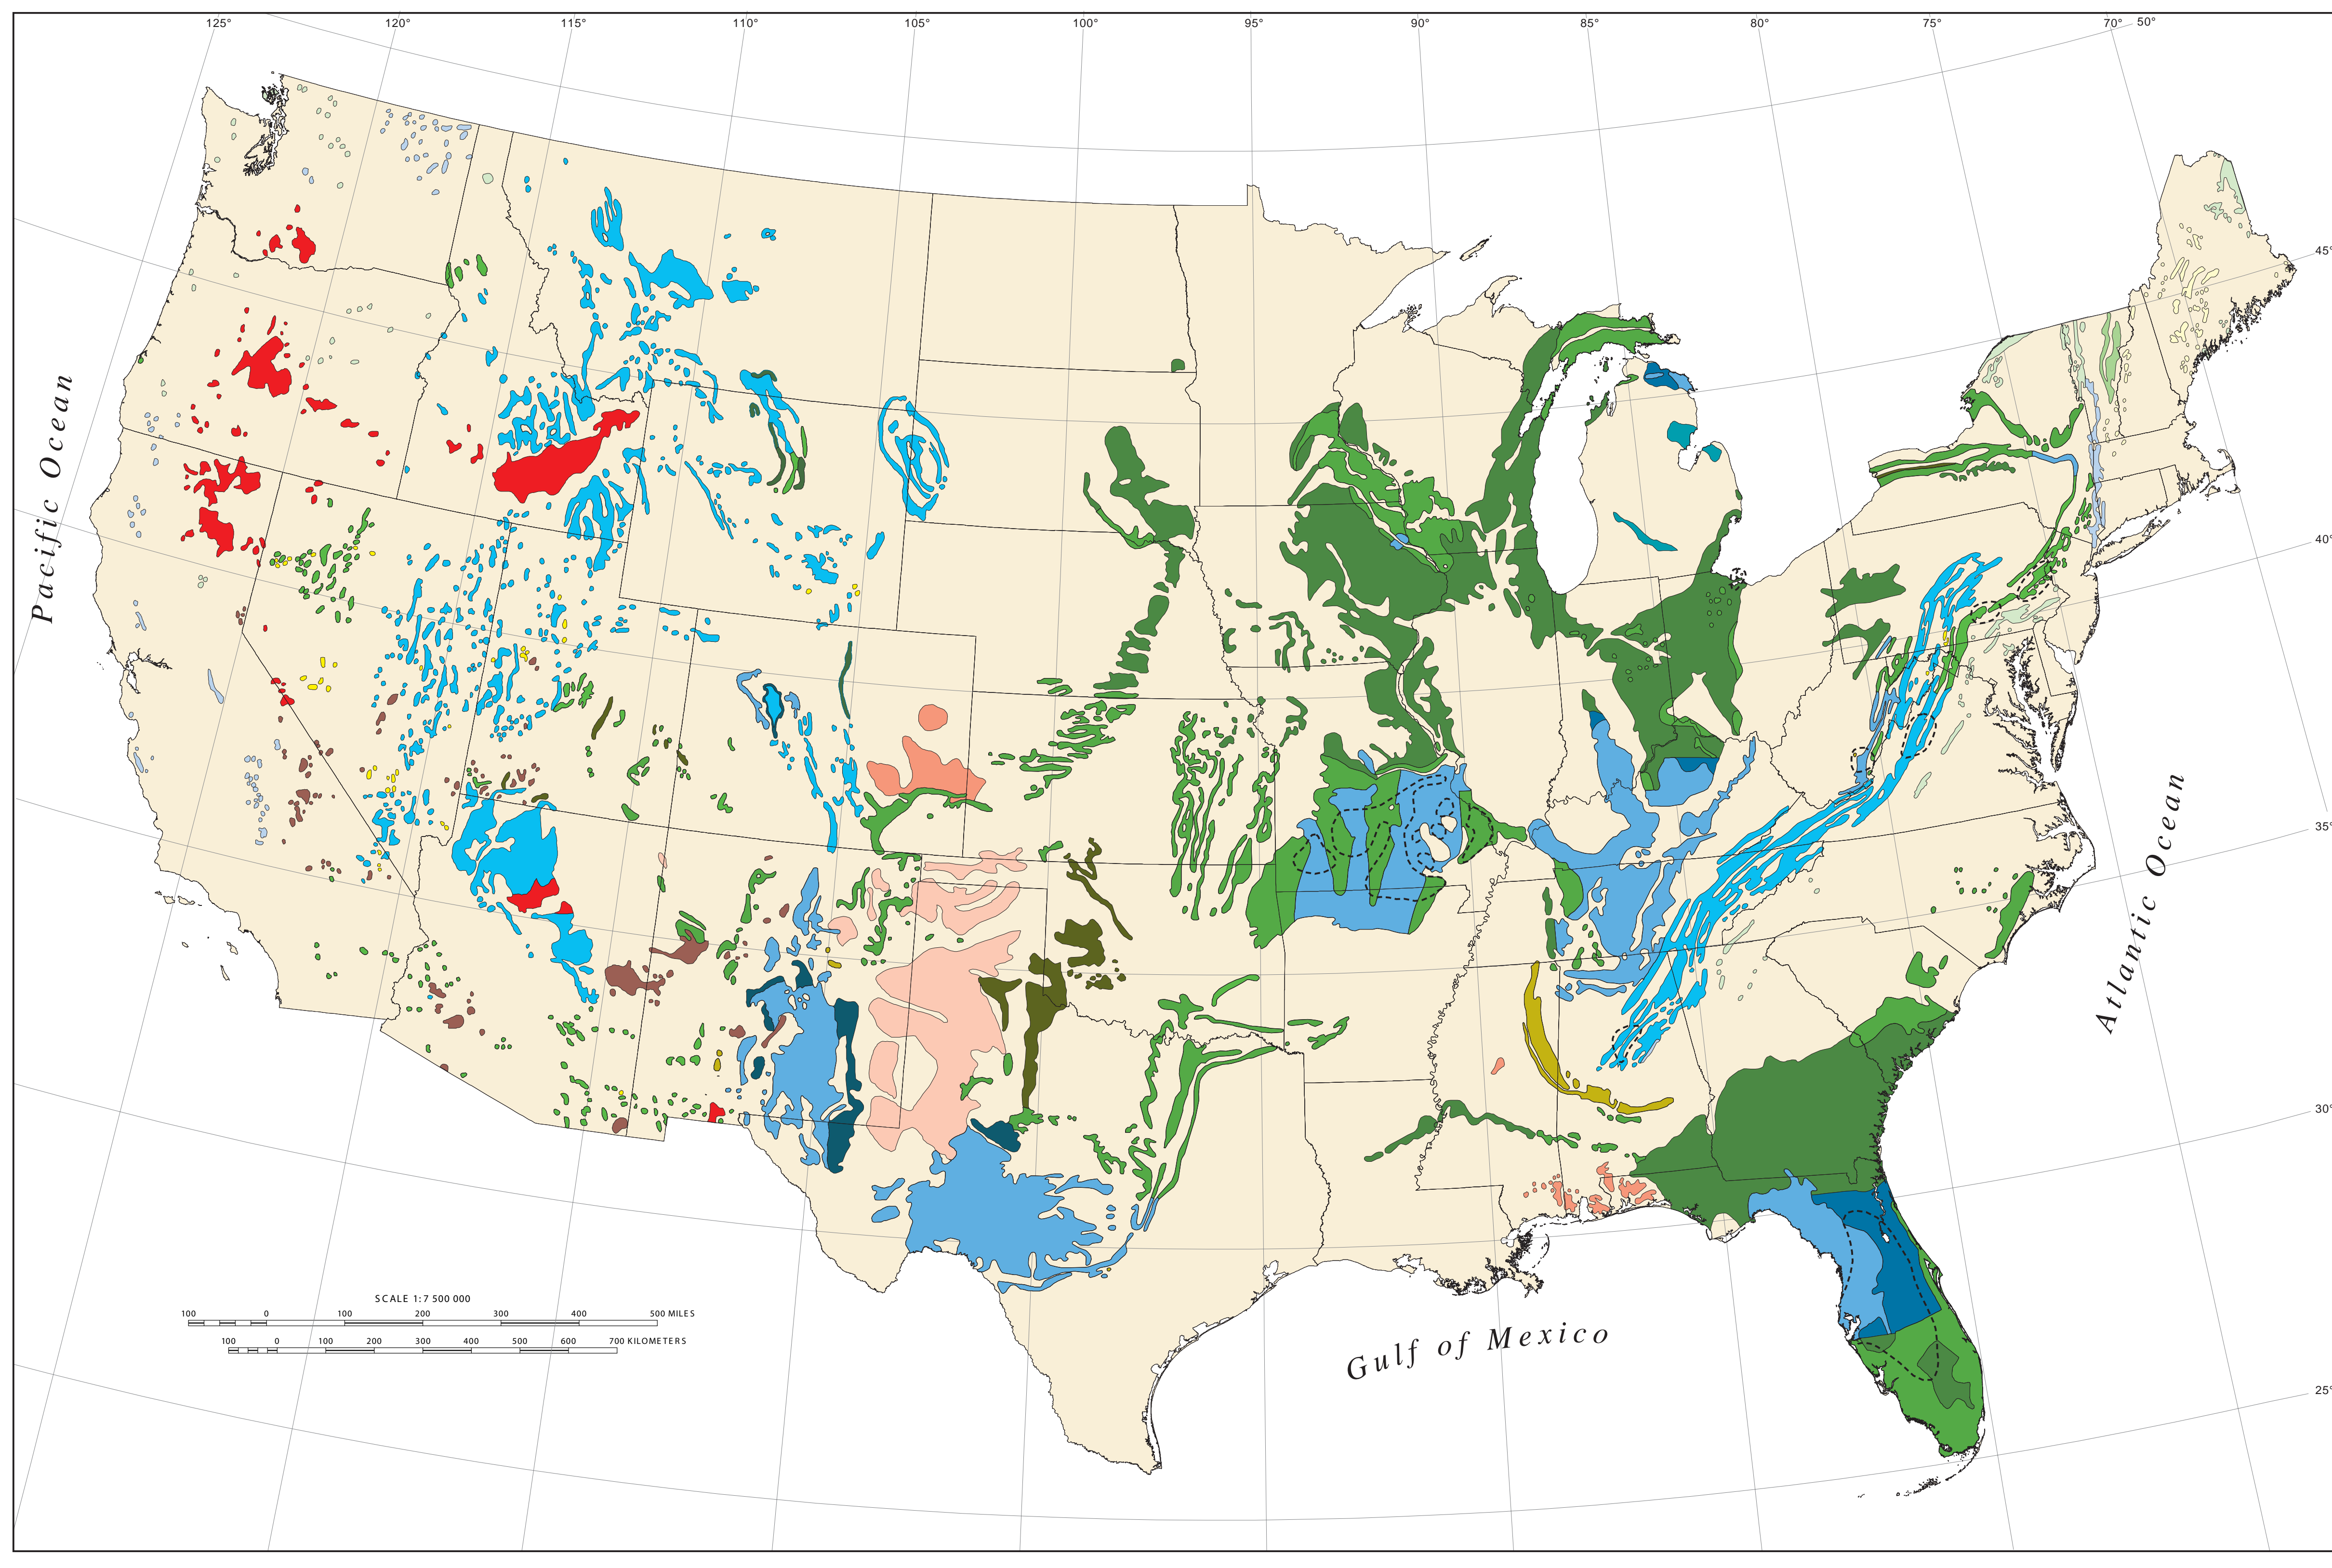 125° 120° 115° 110° 105° 100° 95° 90° 85° 80° 75° 70° 50°
45°
Pacific Ocean
40°
35°
Atlantic Ocean
30°
SCALE 1:7 500 000
100 0 100 200 300 400 500 MILES
100 0 100 200 300 400 500 600 700 KILOMETERS
Gulf of Mexico
25°